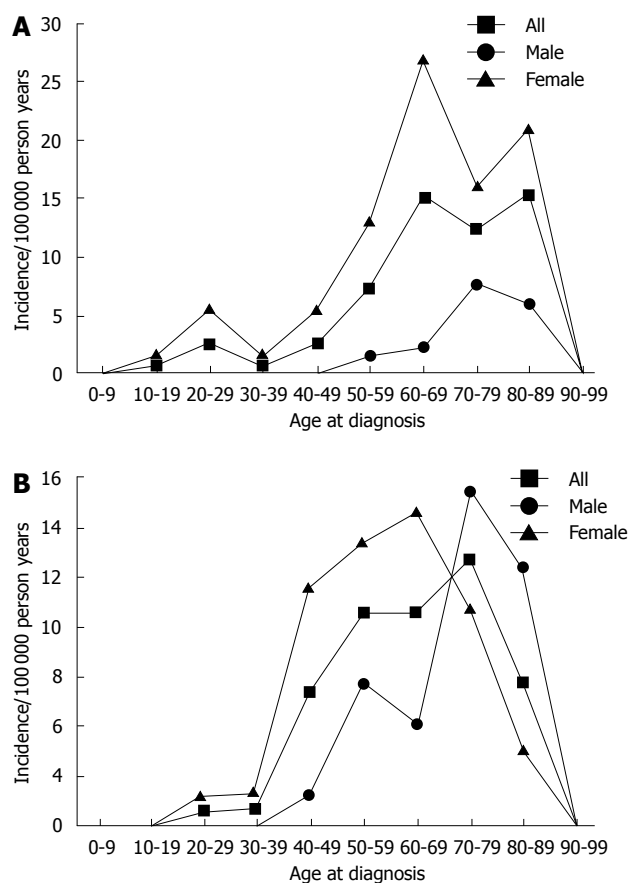 A
30
25
20
15
10
5
0
Incidence/100 000 person years
All
Male
Female
0-9 10-19 20-29 30-39 40-49 50-59 60-69 70-79 80-89 90-99
Age at diagnosis
B
16
14
12
10
8
6
4
0
Incidence/100 000 person years
All
Male
Female
0-9 10-19 20-29 30-39 40-49 50-59 60-69 70-79 80-89 90-99
Age at diagnosis